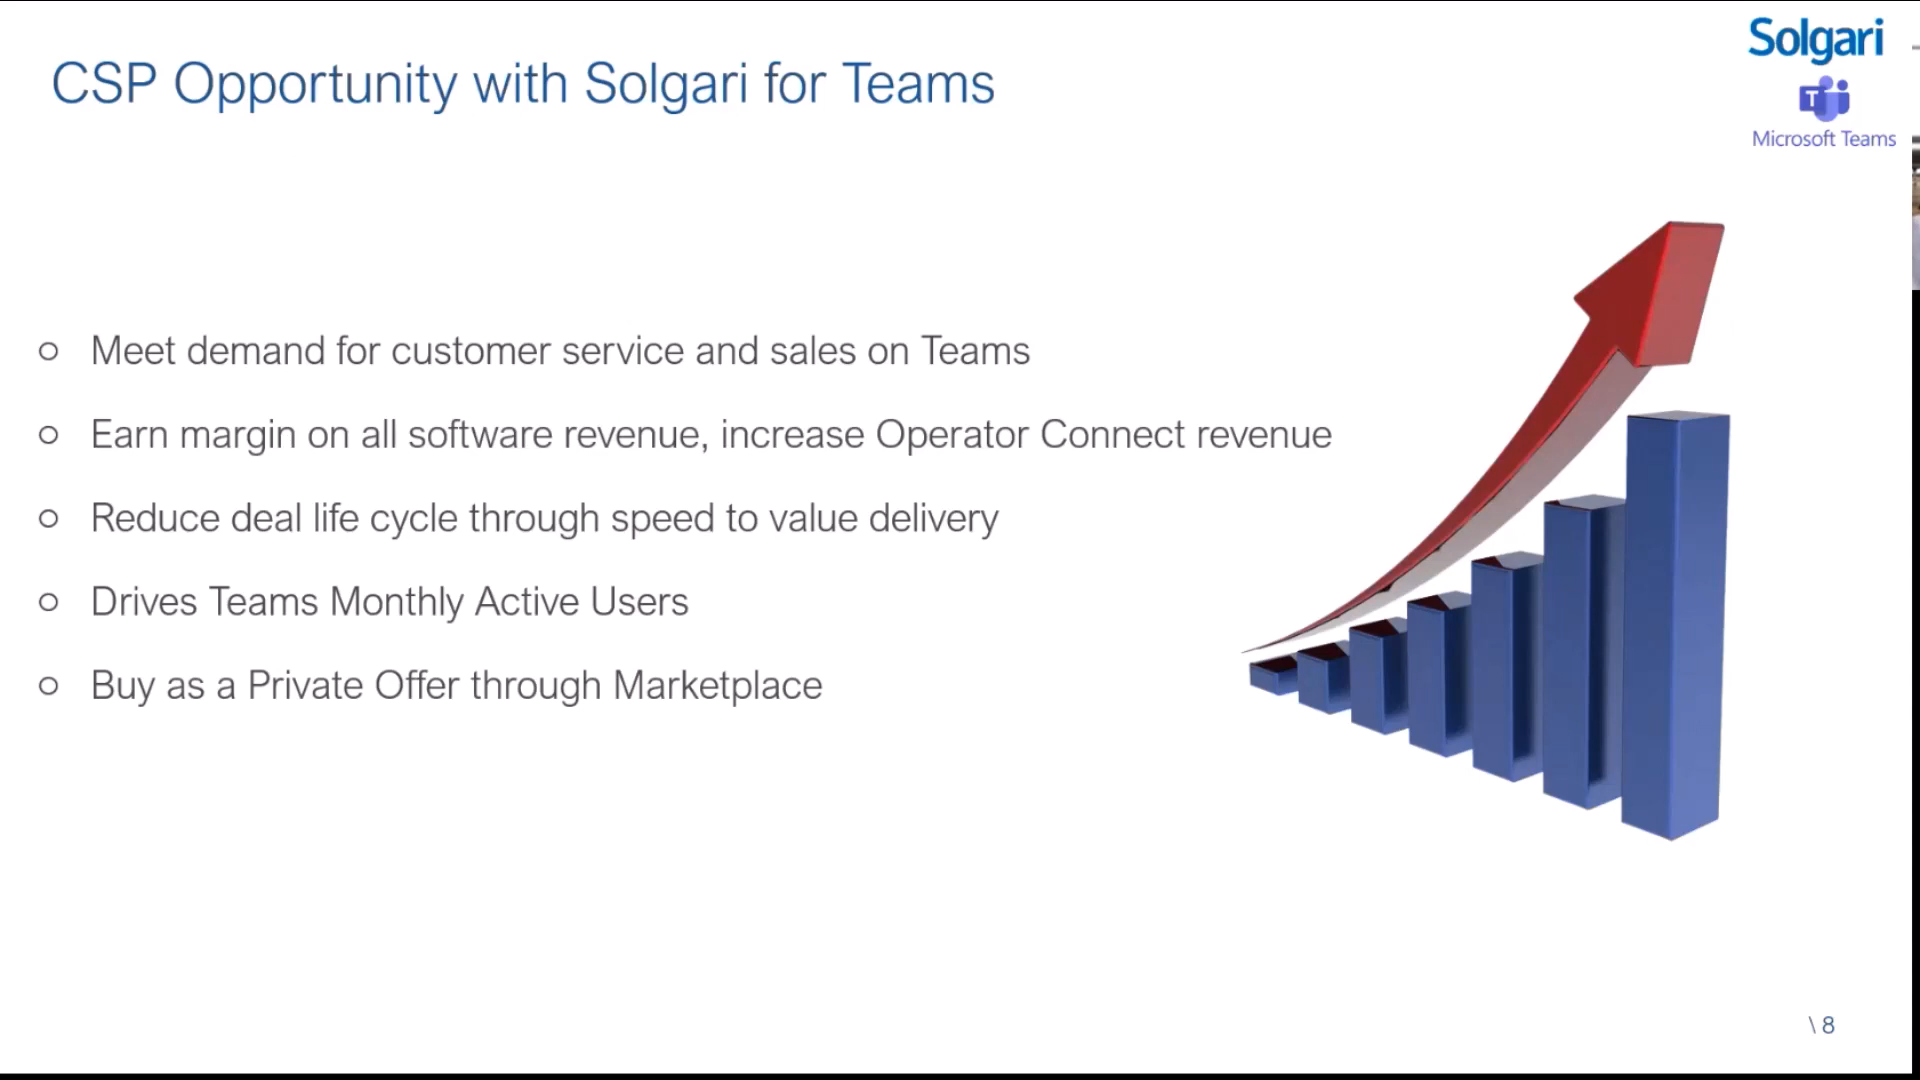 Solgari
CSP Opportunity with Solgari for Teams
T
Microsoft Teams
Meet demand for customer service and sales on Teams
Earn margin on all software revenue, increase Operator Connect revenue
Reduce deal life cycle through speed to value delivery
Drives Teams Monthly Active Users
Buy as a Private Offer through Marketplace
\ 8